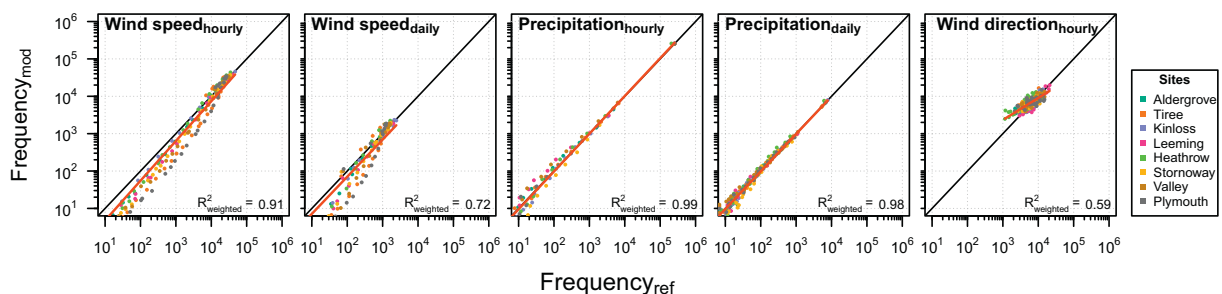 Wind speed_hourly
Wind speed_daily
Precipitation_hourly
Precipitation_daily
Wind direction_hourly
Frequency_mod
10^6
10^5
10^4
10^3
10^2
10^1
R²_weighted = 0.91
R²_weighted = 0.72
R²_weighted = 0.99
R²_weighted = 0.98
R²_weighted = 0.59
10^1 10^2 10^3 10^4 10^5 10^6
10^1 10^2 10^3 10^4 10^5 10^6
10^1 10^2 10^3 10^4 10^5 10^6
10^1 10^2 10^3 10^4 10^5 10^6
10^1 10^2 10^3 10^4 10^5 10^6
Frequency_ref
Sites
Aldergrove
Tiree
Kinloss
Leeming
Heathrow
Stornoway
Valley
Plymouth